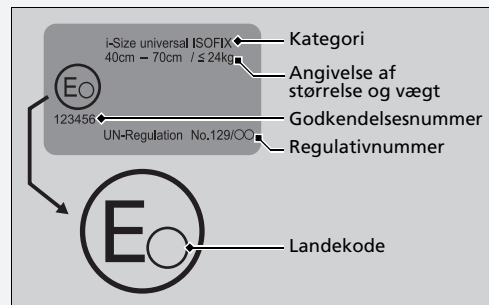 i-Size universal ISOFIX
40cm – 70cm / ≤ 24kg
E○
123456
UN-Regulation No.129/○○
Kategori
Angivelse af
størrelse og vægt
Godkendelsesnummer
Regulativnummer
E○
Landekode